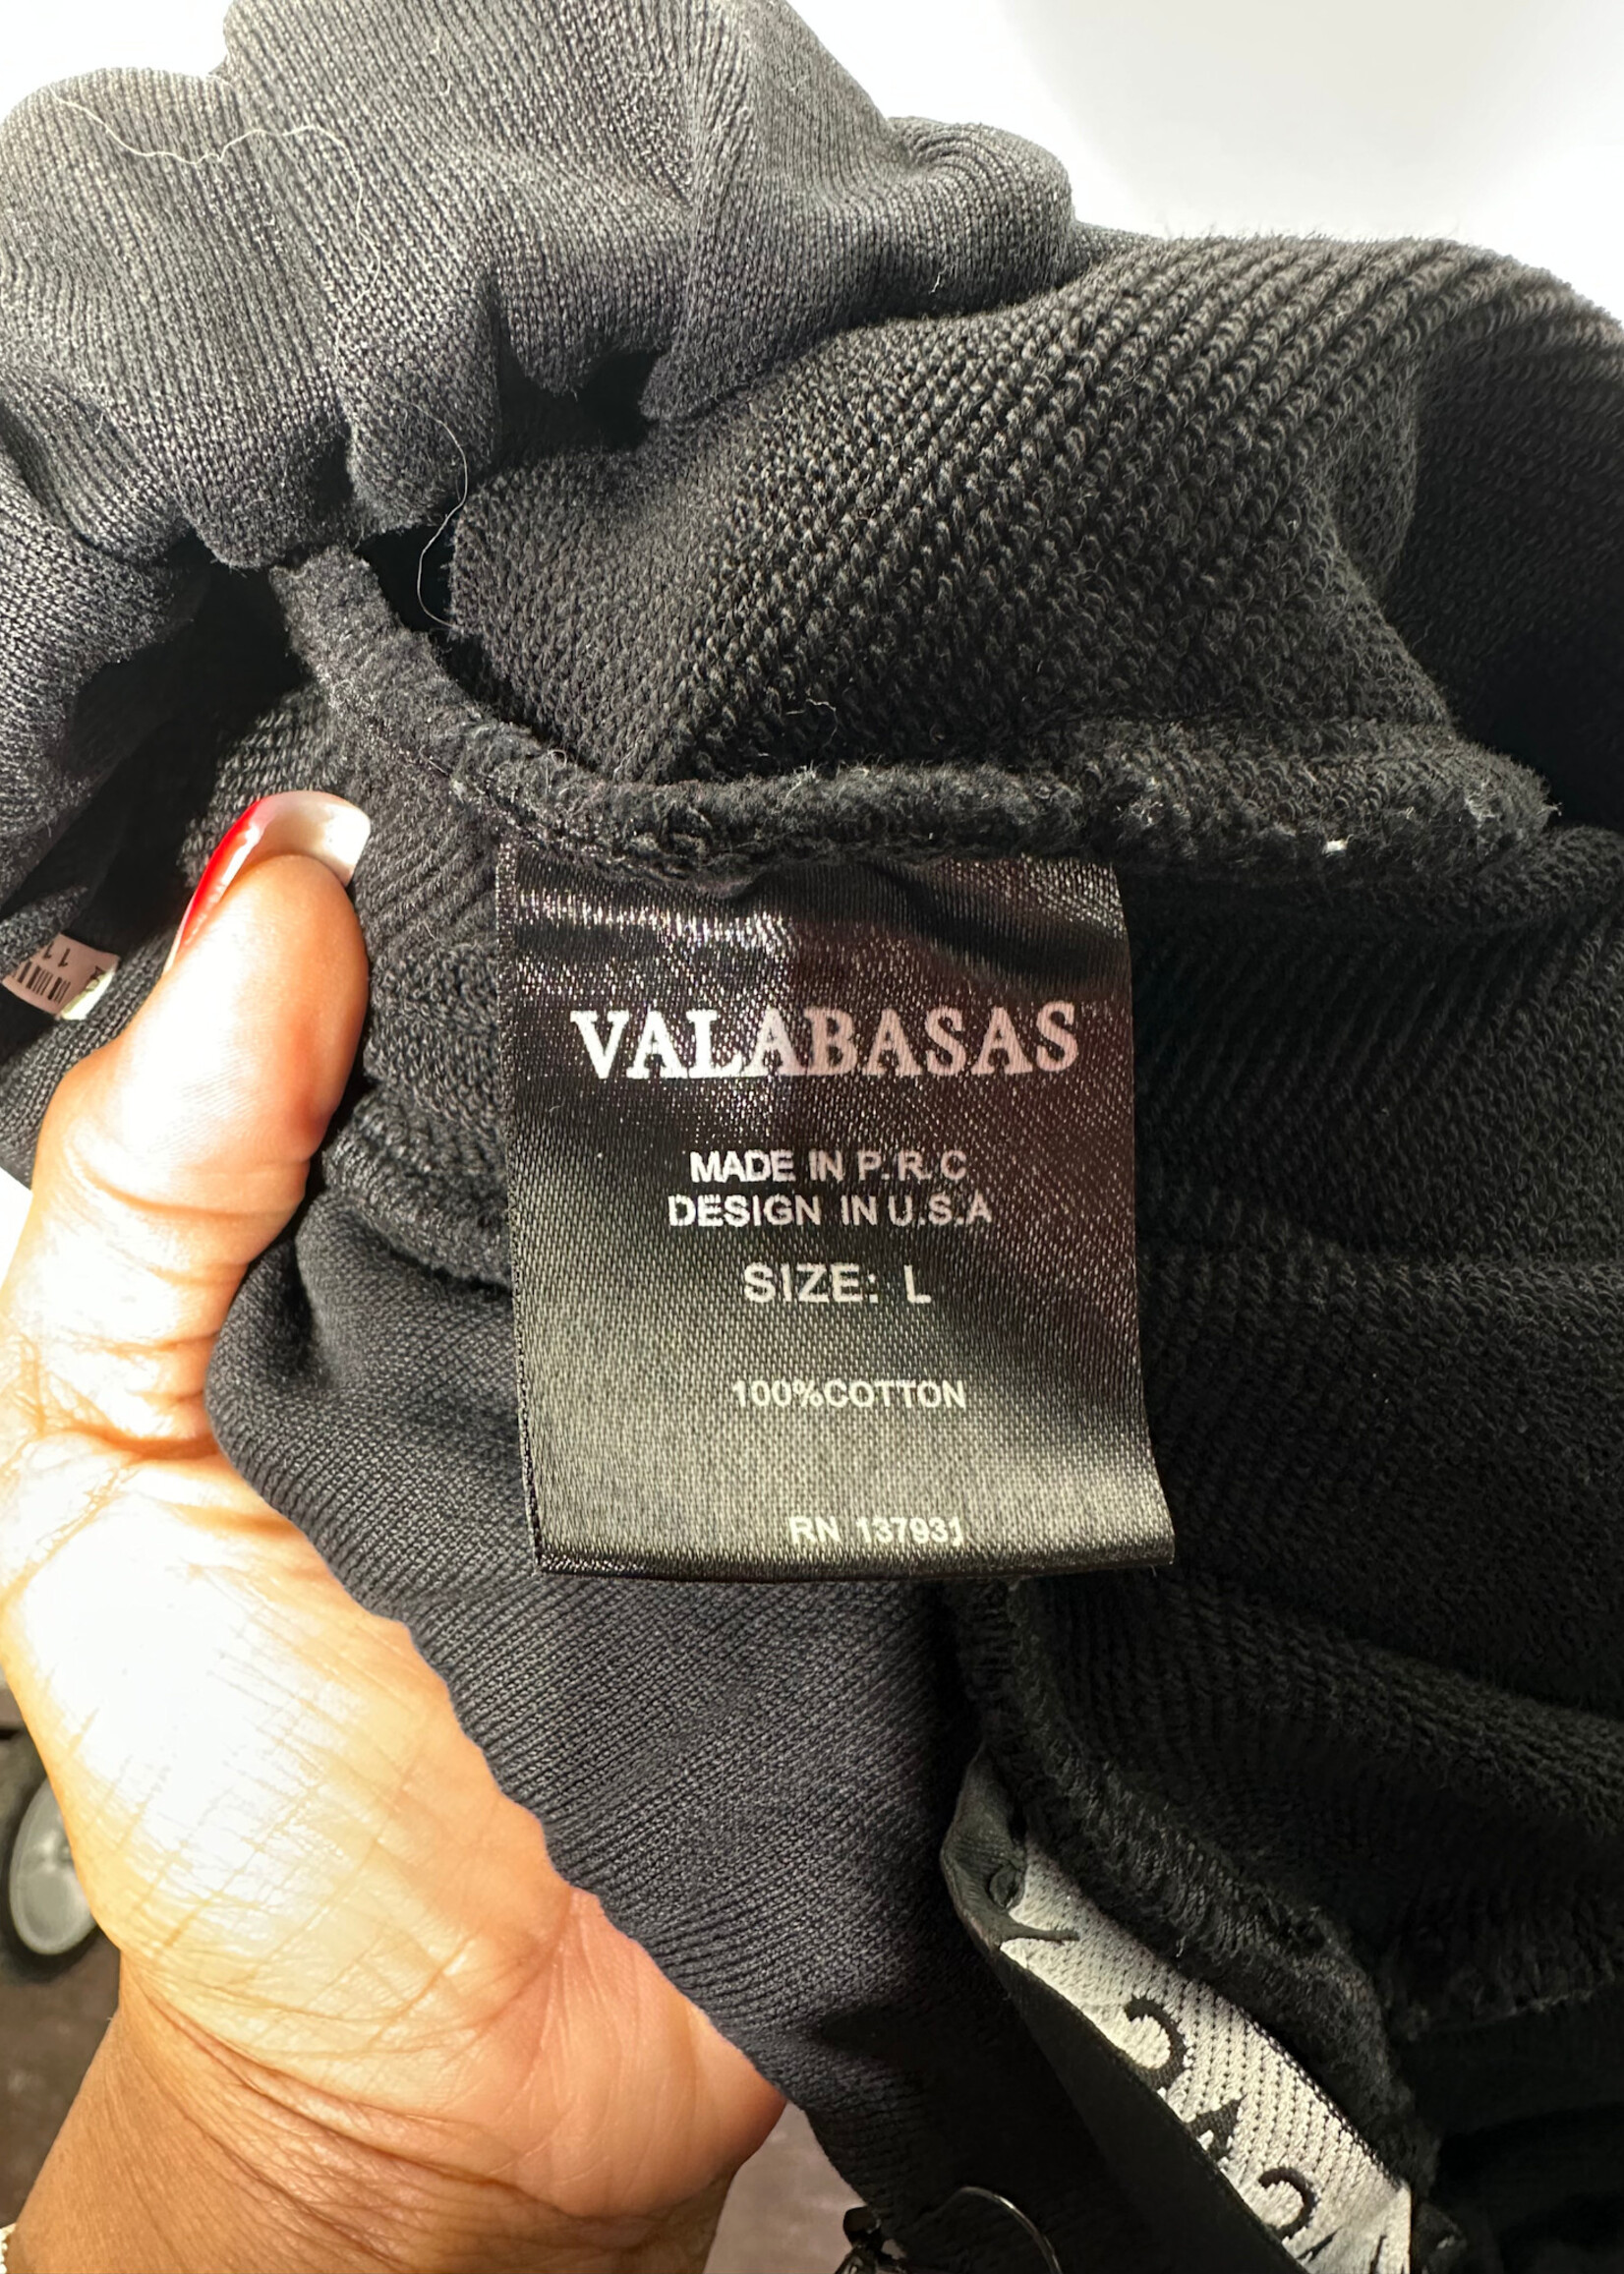 VALABASAS
MADE IN P.R.C
DESIGN IN U.S.A
SIZE: L
100%COTTON
RN 137931